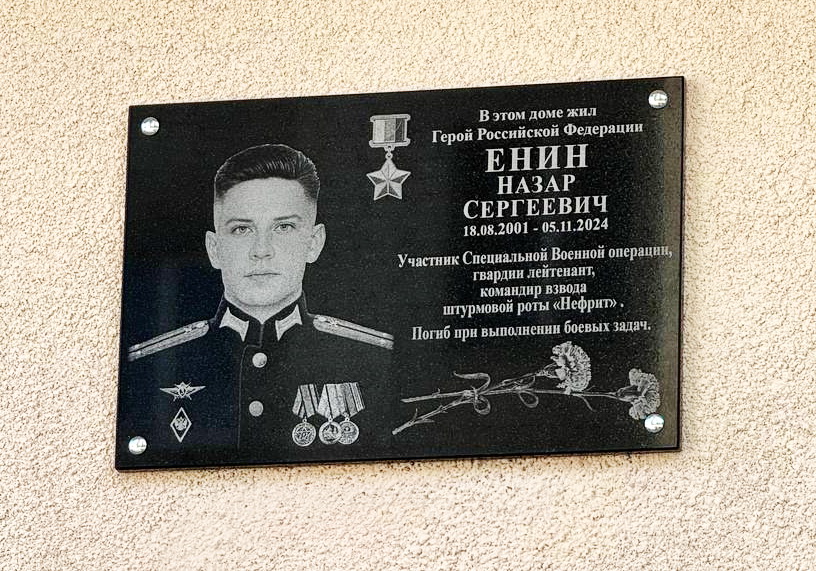 В этом доме жил
Герой Российской Федерации
ЕНИН
НАЗАР
СЕРГЕЕВИЧ
18.08.2001 - 05.11.2024
Участник Специальной Военной операции,
гвардии лейтенант,
командир взвода
штурмовой роты «Нефрит» .
Погиб при выполнении боевых задач.